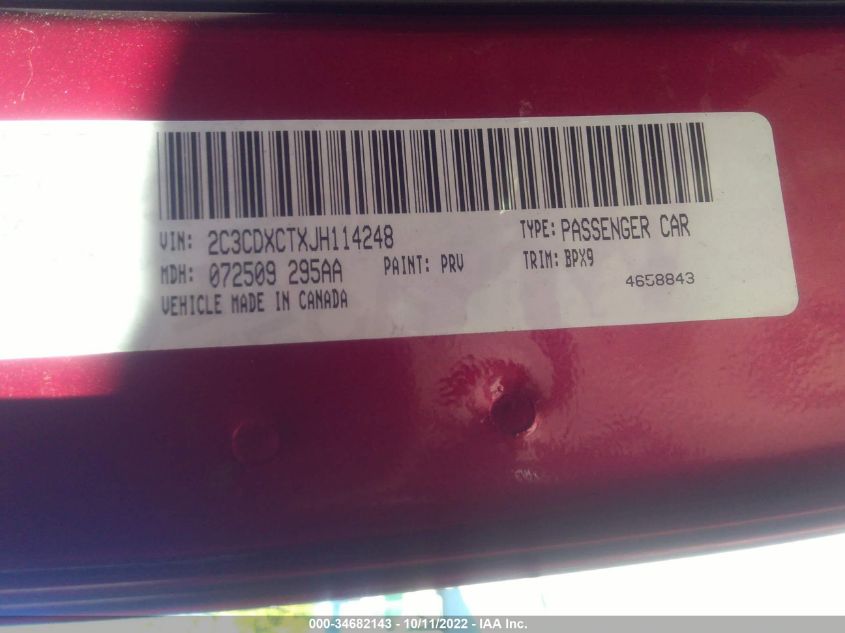 VIN: 2C3CDXCTXJH114248 TYPE: PASSENGER CAR
MDH: 072509 295AA PAINT: PRV TRIM: BPX9
VEHICLE MADE IN CANADA 4658843
000-34682143 - 10/11/2022 - IAA Inc.